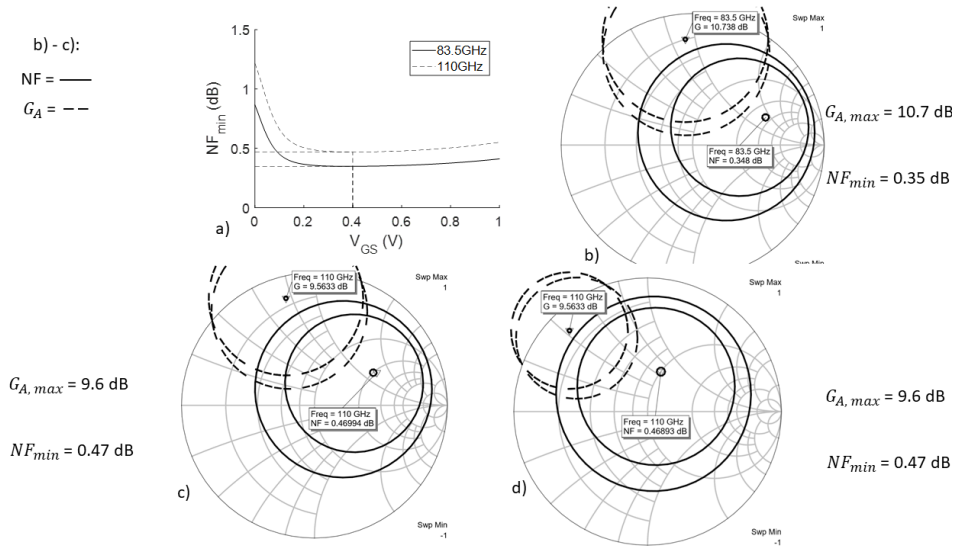 b) - c):
NF =
G_A =
1.5
1
0.5
0
NF_min (dB)
83.5GHz
110GHz
0
0.2
0.4
0.6
0.8
1
V_GS (V)
a)
Freq = 83.5 GHz
G = 10.738 dB
Swp Max
1
Freq = 83.5 GHz
NF = 0.348 dB
b)
Swp Min
G_A, max = 10.7 dB
NF_min = 0.35 dB
G_A, max = 9.6 dB
NF_min = 0.47 dB
Freq = 110 GHz
G = 9.5633 dB
Swp Max
1
Freq = 110 GHz
NF = 0.46994 dB
c)
Swp Min
-1
Freq = 110 GHz
G = 9.5633 dB
Swp Max
1
Freq = 110 GHz
NF = 0.46893 dB
d)
Swp Min
-1
G_A, max = 9.6 dB
NF_min = 0.47 dB